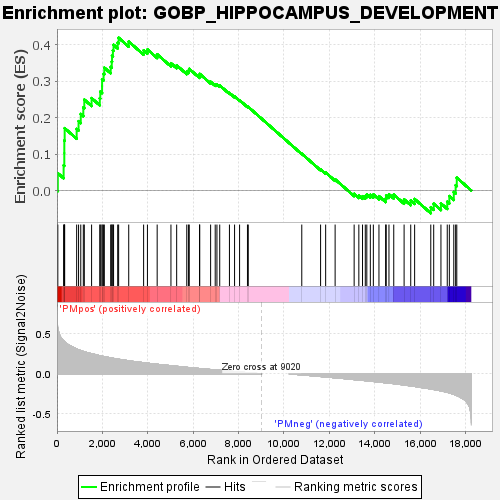 Enrichment plot: GOBP_HIPPOCAMPUS_DEVELOPMENT
Enrichment score (ES)
0.4
0.3
0.2
0.1
0.0
'PMpos' (positively correlated)
Ranked list metric (Signal2Noise)
0.5
0.0
-0.5
Zero cross at 9020
'PMneg' (negatively correlated)
0 2,000 4,000 6,000 8,000 10,000 12,000 14,000 16,000 18,000
Rank in Ordered Dataset
Enrichment profile Hits Ranking metric scores